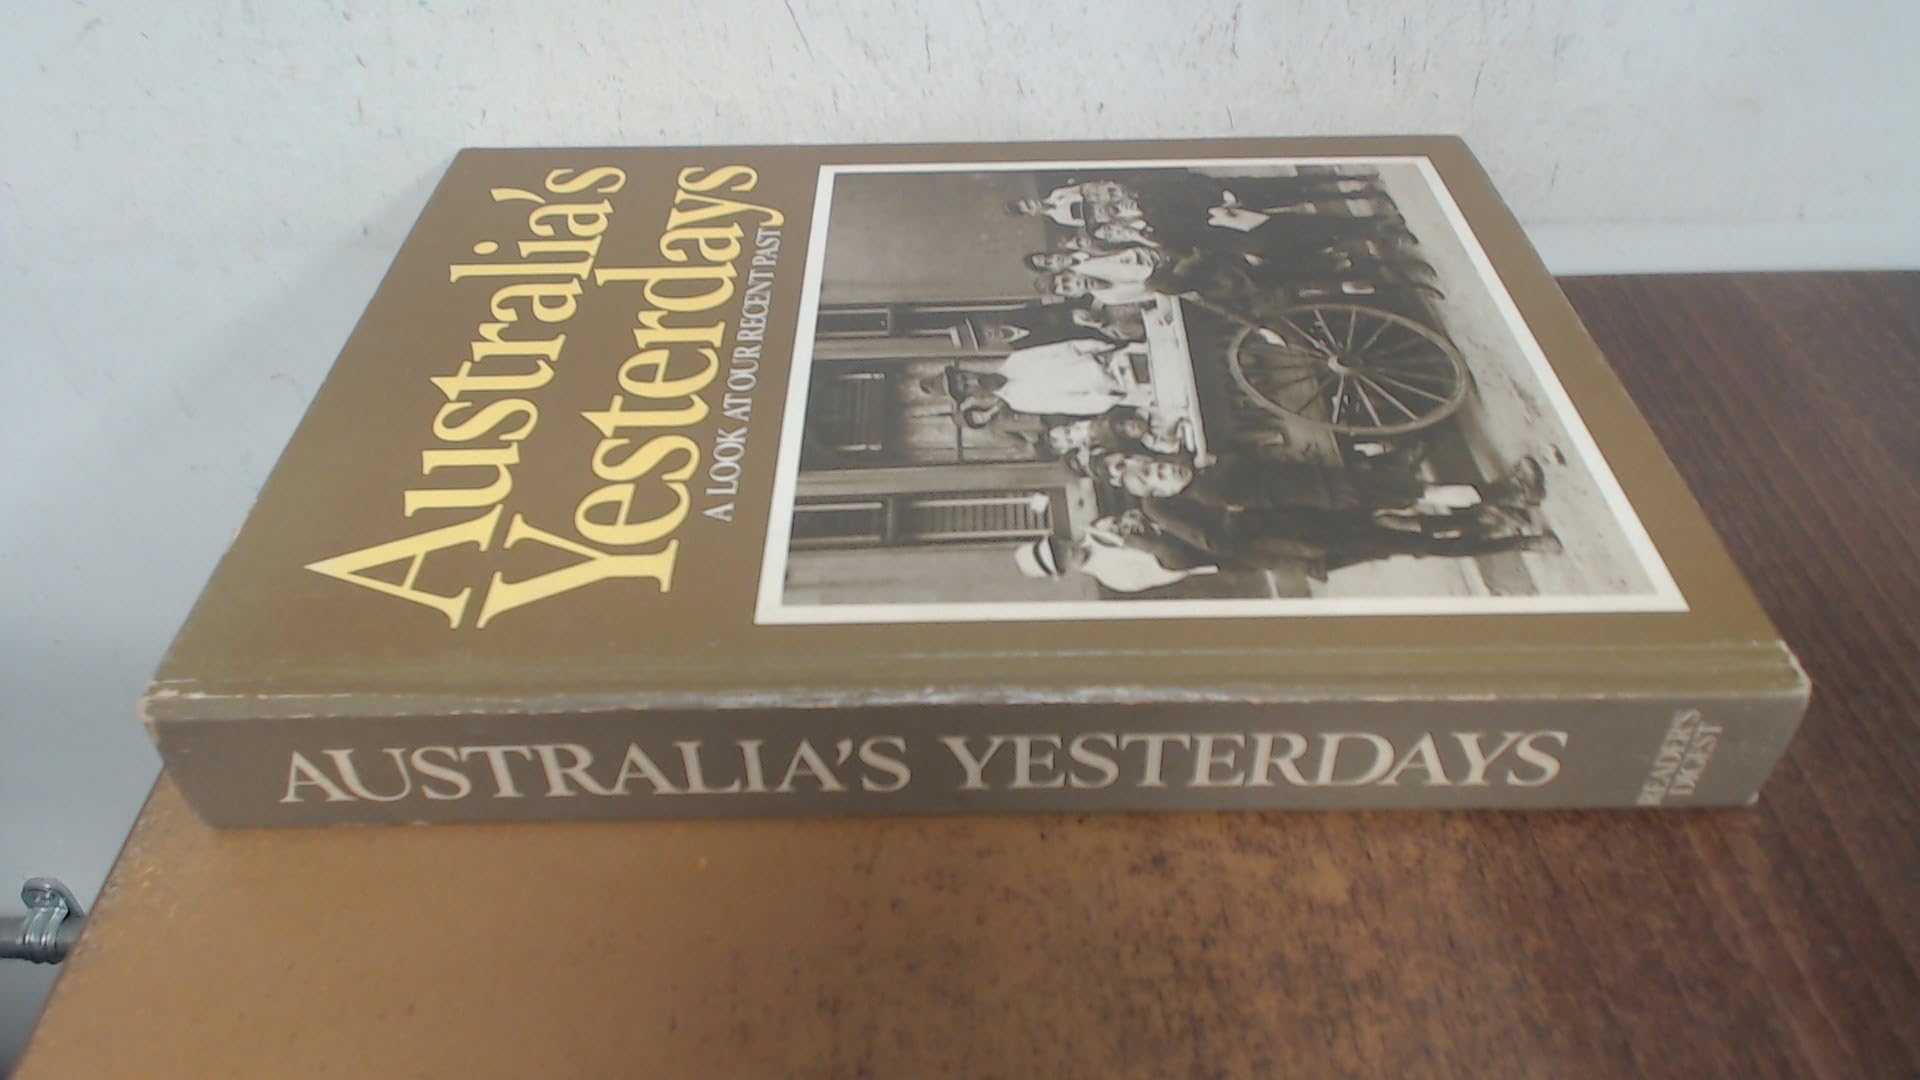 Australia's
Yesterdays
A LOOK AT OUR RECENT PAST
AUSTRALIA'S YESTERDAYS
READER'S
DIGEST